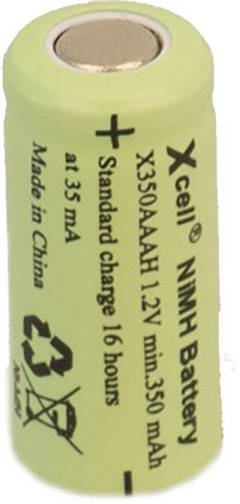 Xcell® NiMH Battery
X350AAAH 1.2V min.350 mAh
+ Standard charge 16 hours -
at 35 mA
Made in China